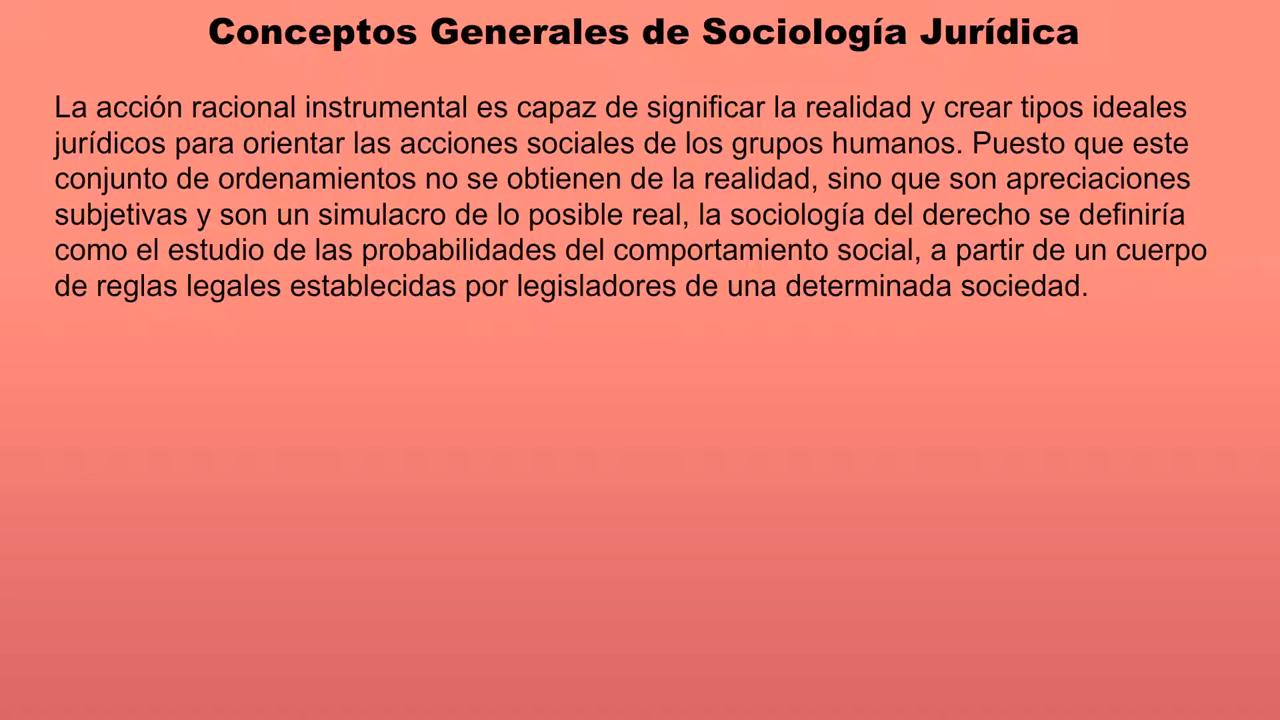 Conceptos Generales de Sociología Jurídica
La acción racional instrumental es capaz de significar la realidad y crear tipos ideales
jurídicos para orientar las acciones sociales de los grupos humanos. Puesto que este
conjunto de ordenamientos no se obtienen de la realidad, sino que son apreciaciones
subjetivas y son un simulacro de lo posible real, la sociología del derecho se definiría
como el estudio de las probabilidades del comportamiento social, a partir de un cuerpo
de reglas legales establecidas por legisladores de una determinada sociedad.